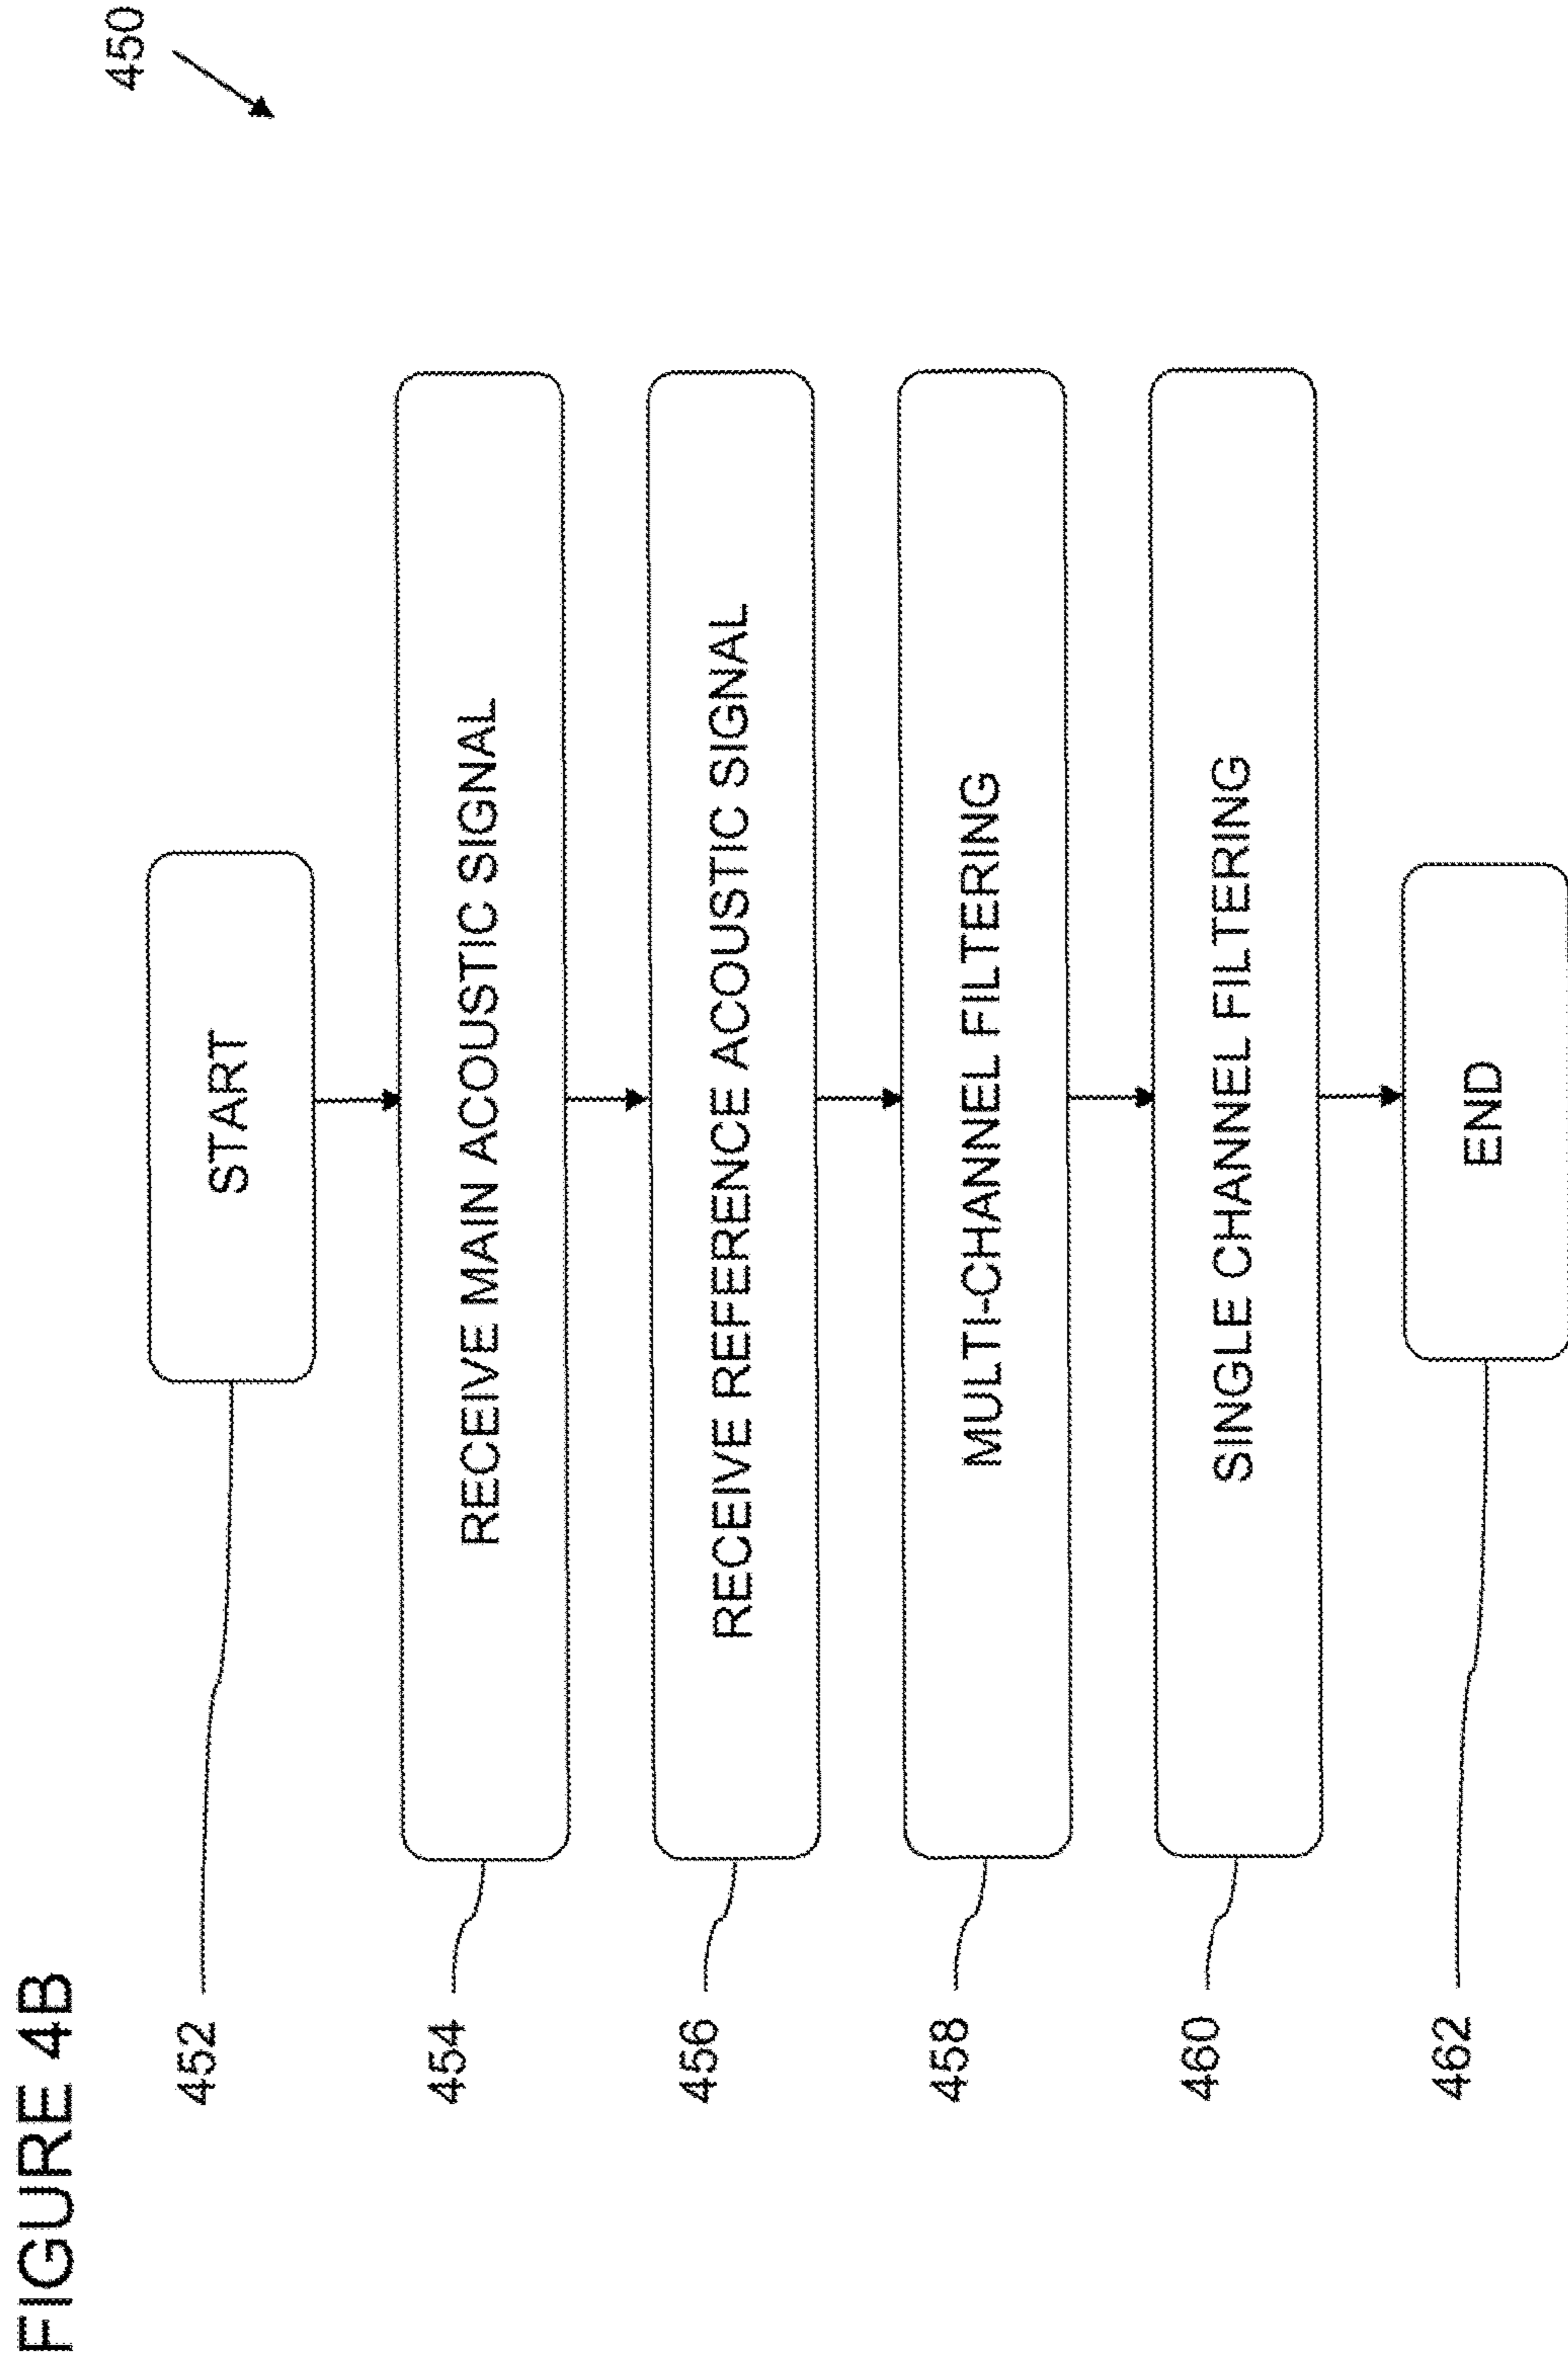 FIGURE 4B
450
452
START
454
RECEIVE MAIN ACOUSTIC SIGNAL
456
RECEIVE REFERENCE ACOUSTIC SIGNAL
458
MULTI-CHANNEL FILTERING
460
SINGLE CHANNEL FILTERING
462
END